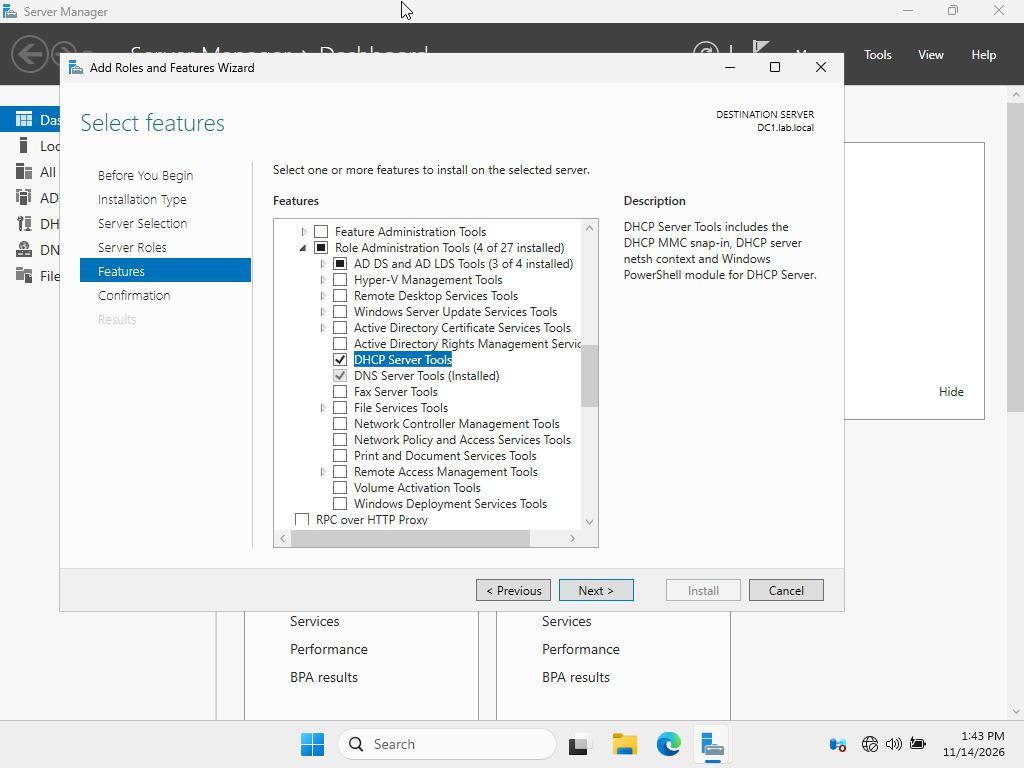 Server Manager
Tools
View
Help
Add Roles and Features Wizard
Select features
DESTINATION SERVER
DC1.lab.local
Before You Begin
Installation Type
Server Selection
Server Roles
Features
Confirmation
Results
Select one or more features to install on the selected server.
Features
Feature Administration Tools
Role Administration Tools (4 of 27 installed)
AD DS and AD LDS Tools (3 of 4 installed)
Hyper-V Management Tools
Remote Desktop Services Tools
Windows Server Update Services Tools
Active Directory Certificate Services Tools
Active Directory Rights Management Servic
DHCP Server Tools
DNS Server Tools (Installed)
Fax Server Tools
File Services Tools
Network Controller Management Tools
Network Policy and Access Services Tools
Print and Document Services Tools
Remote Access Management Tools
Volume Activation Tools
Windows Deployment Services Tools
RPC over HTTP Proxy
Description
DHCP Server Tools includes the
DHCP MMC snap-in, DHCP server
netsh context and Windows
PowerShell module for DHCP Server.
< Previous
Next >
Install
Cancel
Das
Loc
All
AD
DH
DN
File
Hide
Services
Performance
BPA results
Services
Performance
BPA results
Search
1:43 PM
11/14/2026